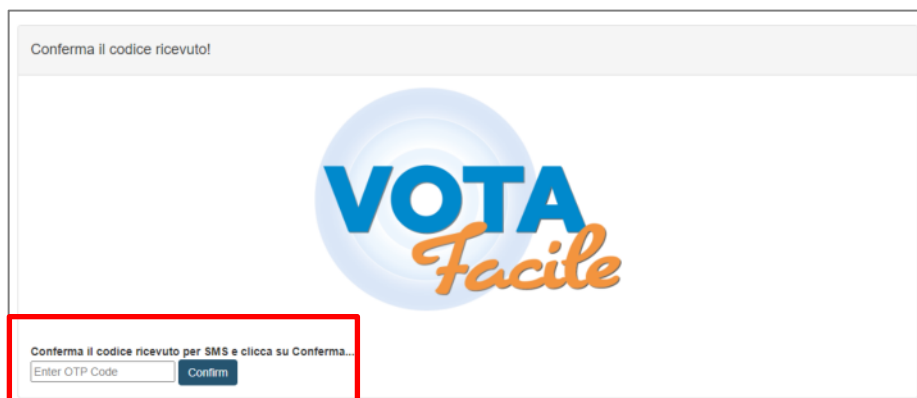 Conferma il codice ricevuto!
VOTA
Facile
Conferma il codice ricevuto per SMS e clicca su Conferma...
Enter OTP Code Confirm